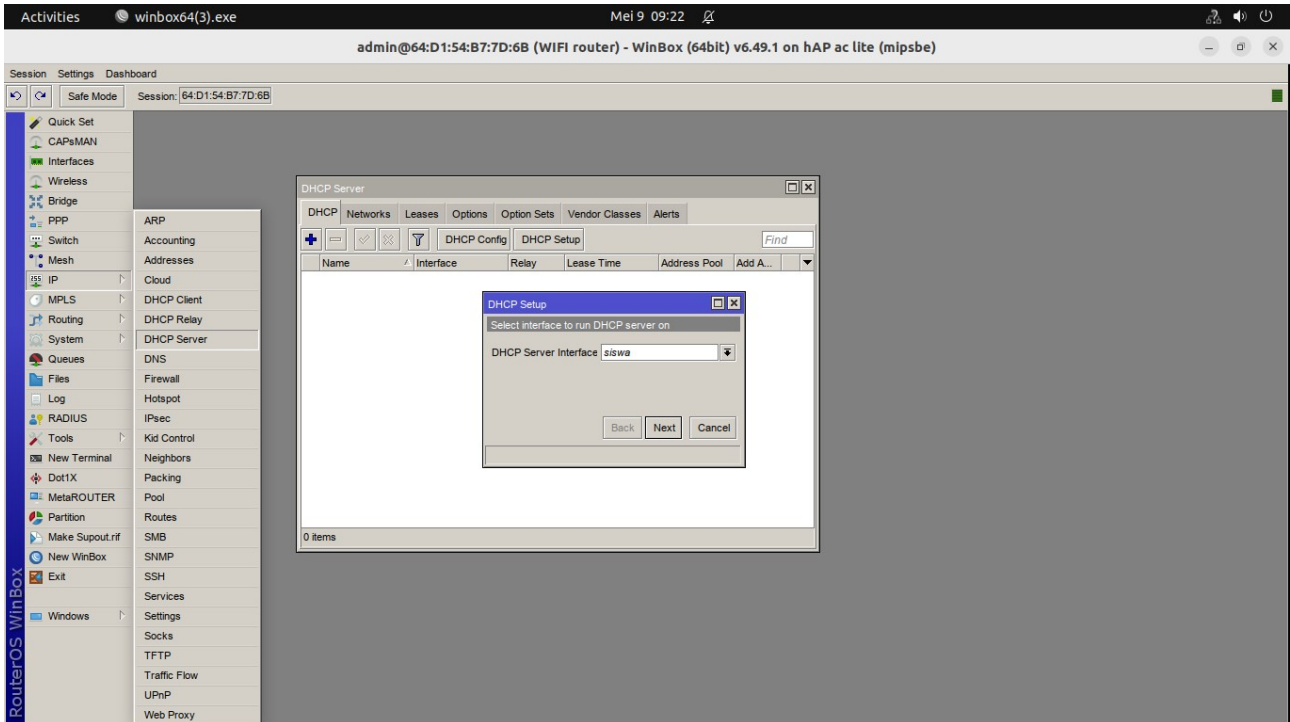 Activities winbox64(3).exe Mei 9 09:22
admin@64:D1:54:B7:7D:6B (WIFI router) - WinBox (64bit) v6.49.1 on hAP ac lite (mipsbe)
Session Settings Dashboard
Safe Mode Session: 64:D1:54:B7:7D:6B
Quick Set
CAPsMAN
Interfaces
Wireless
Bridge
PPP
Switch
Mesh
IP
MPLS
Routing
System
Queues
Files
Log
RADIUS
Tools
New Terminal
Dot1X
MetaROUTER
Partition
Make Supout.rif
New WinBox
Exit
Windows
RouterOS WinBox
ARP
Accounting
Addresses
Cloud
DHCP Client
DHCP Relay
DHCP Server
DNS
Firewall
Hotspot
IPsec
Kid Control
Neighbors
Packing
Pool
Routes
SMB
SNMP
SSH
Services
Settings
Socks
TFTP
Traffic Flow
UPnP
Web Proxy
DHCP Server
DHCP Networks Leases Options Option Sets Vendor Classes Alerts
DHCP Config DHCP Setup Find
Name Interface Relay Lease Time Address Pool Add A...
0 items
DHCP Setup
Select interface to run DHCP server on
DHCP Server Interface siswa
Back Next Cancel